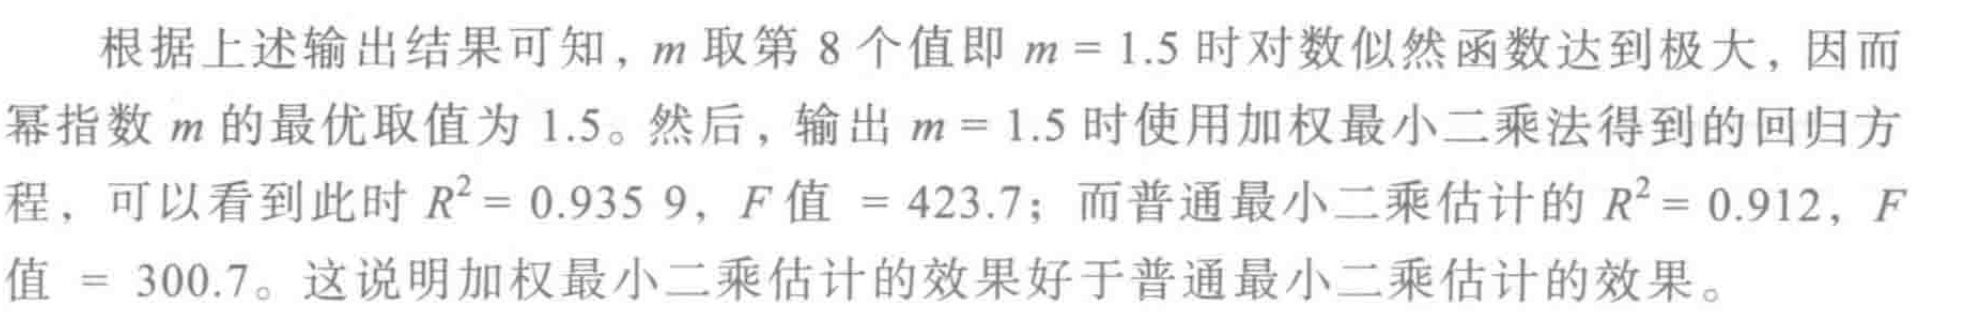 根据上述输出结果可知，m 取第 8 个值即 m = 1.5 时对数似然函数达到极大，因而
幂指数 m 的最优取值为 1.5。然后，输出 m = 1.5 时使用加权最小二乘法得到的回归方
程，可以看到此时 R² = 0.935 9，F 值 = 423.7；而普通最小二乘估计的 R² = 0.912，F
值 = 300.7。这说明加权最小二乘估计的效果好于普通最小二乘估计的效果。